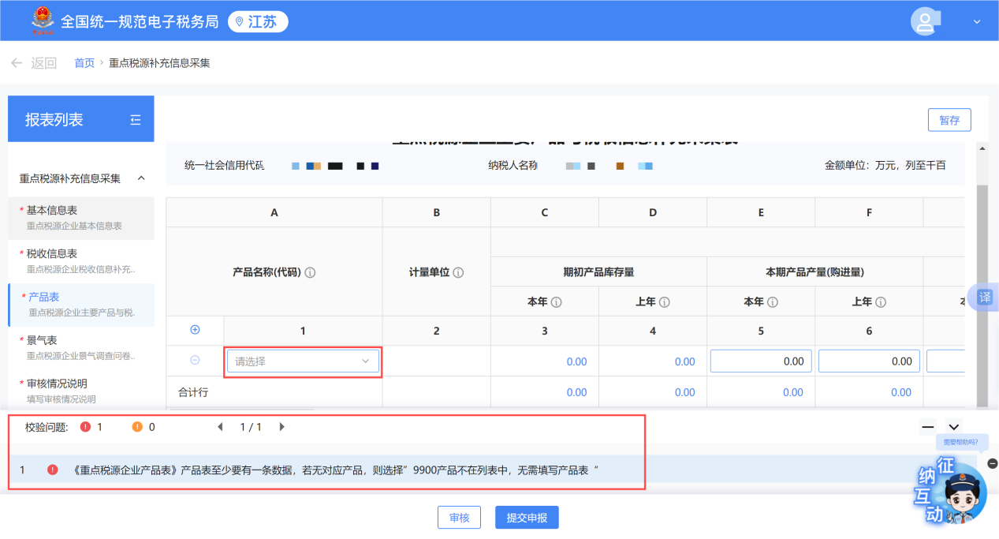 全国统一规范电子税务局 江苏
返回 首页 › 重点税源补充信息采集
报表列表
暂存
统一社会信用代码 纳税人名称 金额单位：万元，列至千百
重点税源补充信息采集
* 基本信息表
重点税源企业基本信息表
* 税收信息表
重点税源企业税收信息补充..
* 产品表
重点税源企业主要产品与税.
* 景气表
重点税源企业景气调查问卷..
* 审核情况说明
填写审核情况说明
A B C D E F
产品名称(代码) 计量单位 期初产品库存量 本期产品产量(购进量)
本年 上年 本年 上年
1 2 3 4 5 6
请选择 0.00 0.00 0.00 0.00
合计行 0.00 0.00 0.00 0.00
译
校验问题: 1 0 1 / 1
需要帮助吗?
1 《重点税源企业产品表》产品表至少要有一条数据，若无对应产品，则选择”9900产品不在列表中，无需填写产品表“
征纳互动
审核 提交申报